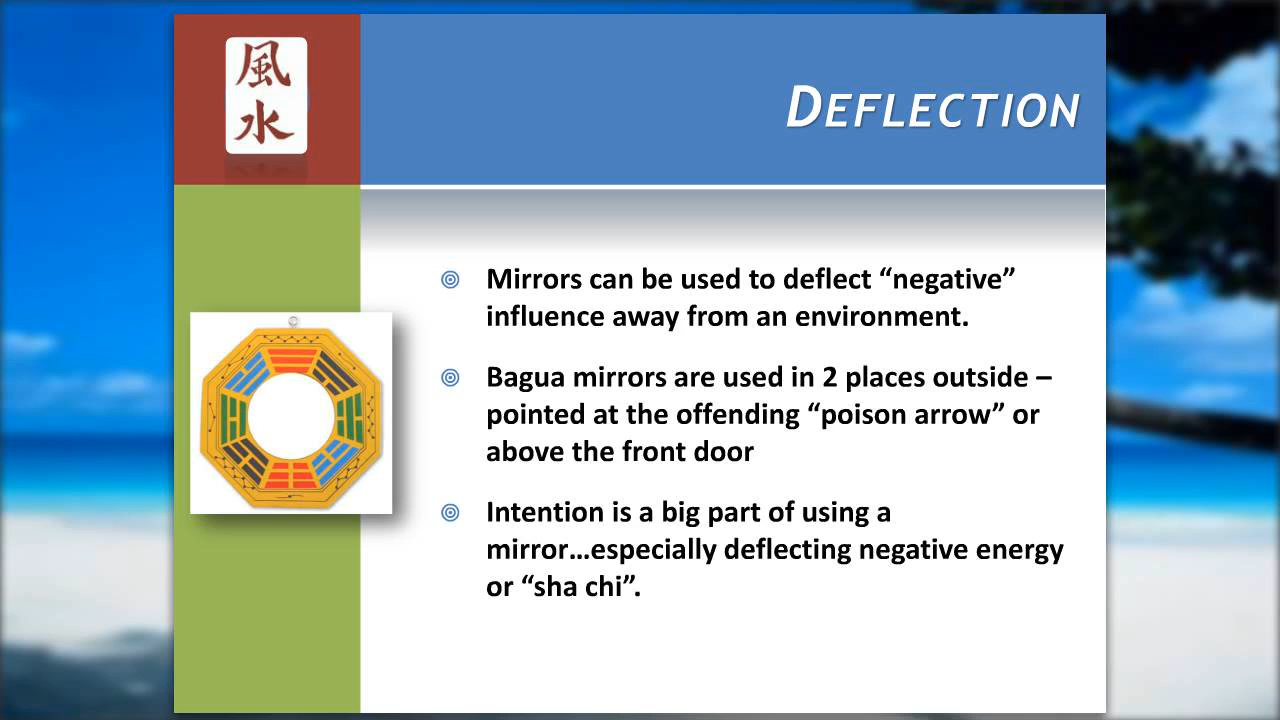 風
水
DEFLECTION
Mirrors can be used to deflect “negative”
influence away from an environment.
Bagua mirrors are used in 2 places outside –
pointed at the offending “poison arrow” or
above the front door
Intention is a big part of using a
mirror…especially deflecting negative energy
or “sha chi”.